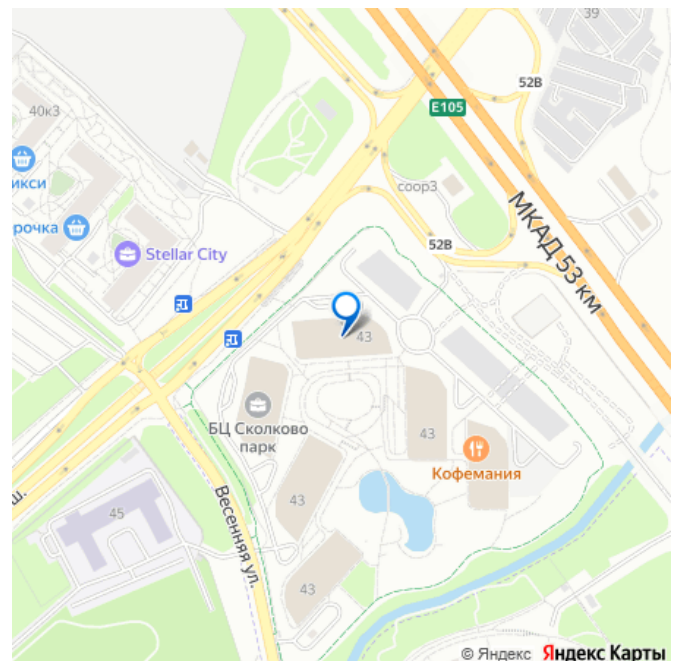 39
52В
E105
40к3
икси
рочка
Stellar City
соор3
52В
МКАД 53 км
43
БЦ Сколково
парк
43
Кофемания
43
ш.
45
Весенняя ул.
43
© Яндекс Яндекс Карты